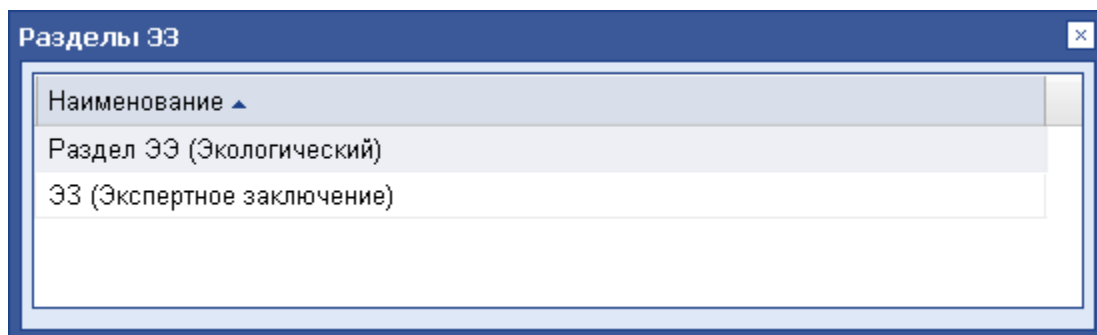 Разделы ЭЗ
Наименование
Раздел ЭЭ (Экологический)
ЭЗ (Экспертное заключение)